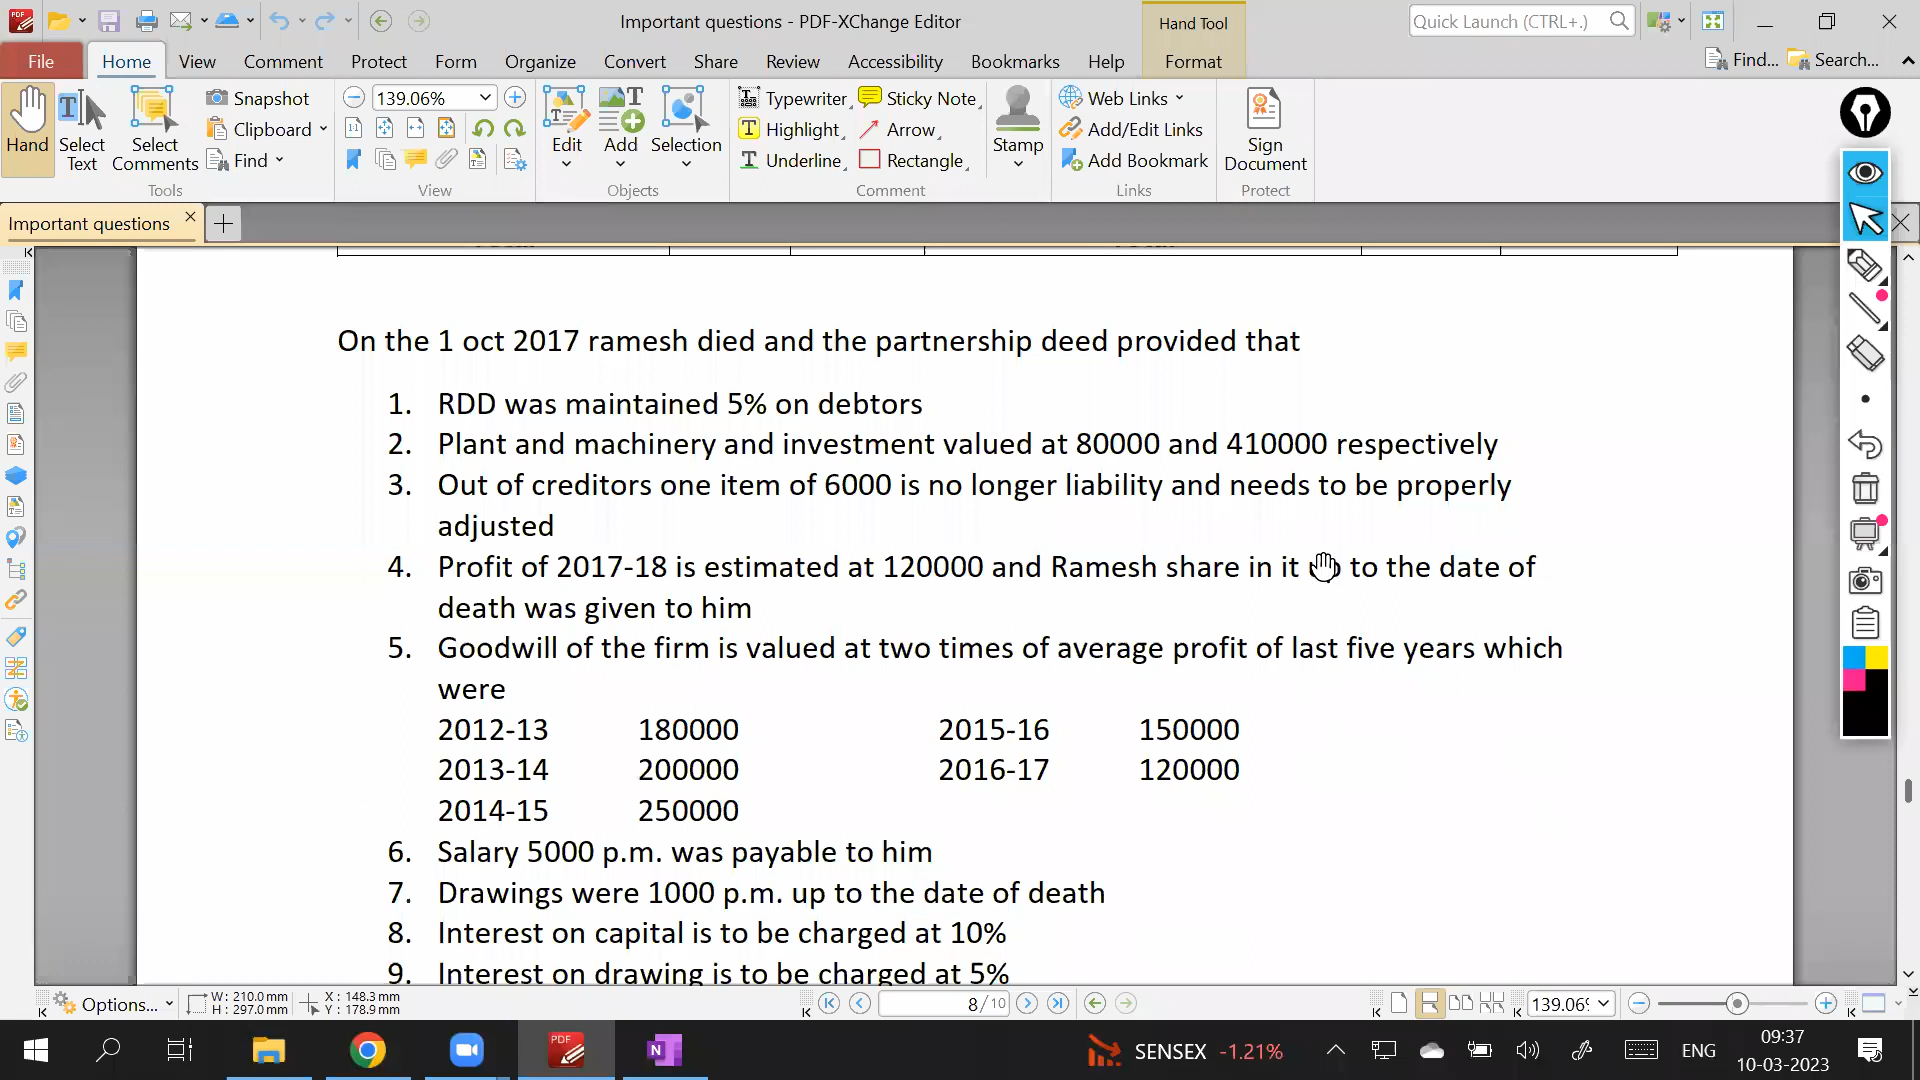 Important questions - PDF-XChange Editor
Hand Tool
Quick Launch (CTRL+.)
File
Home
View
Comment
Protect
Form
Organize
Convert
Share
Review
Accessibility
Bookmarks
Help
Format
Find...
Search...
Hand
Select Text
Select Comments
Snapshot
Clipboard
Find
Tools
139.06%
View
Edit
Add
Selection
Objects
Typewriter
Highlight
Underline
Sticky Note
Arrow
Rectangle
Stamp
Comment
Web Links
Add/Edit Links
Add Bookmark
Links
Sign Document
Protect
Important questions
On the 1 oct 2017 ramesh died and the partnership deed provided that
1. RDD was maintained 5% on debtors
2. Plant and machinery and investment valued at 80000 and 410000 respectively
3. Out of creditors one item of 6000 is no longer liability and needs to be properly
adjusted
4. Profit of 2017-18 is estimated at 120000 and Ramesh share in it to the date of
death was given to him
5. Goodwill of the firm is valued at two times of average profit of last five years which
were
2012-13 180000 2015-16 150000
2013-14 200000 2016-17 120000
2014-15 250000
6. Salary 5000 p.m. was payable to him
7. Drawings were 1000 p.m. up to the date of death
8. Interest on capital is to be charged at 10%
9. Interest on drawing is to be charged at 5%
Options...
W: 210.0 mm
H: 297.0 mm
X: 148.3 mm
Y: 178.9 mm
8 / 10
139.06
SENSEX -1.21%
ENG
09:37
10-03-2023